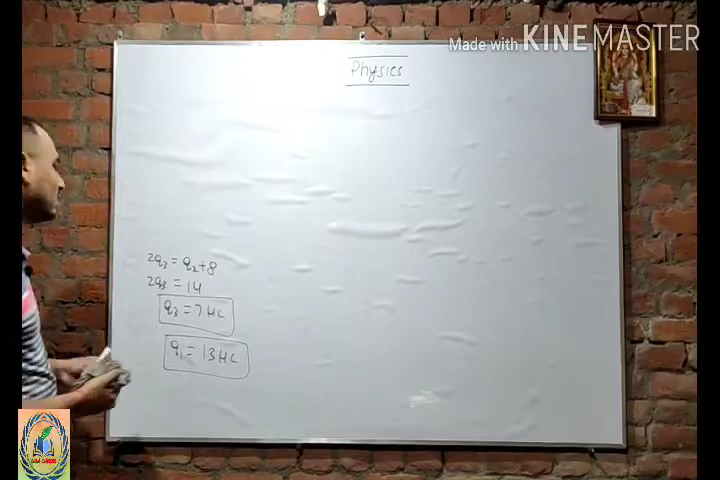 Made with KINEMASTER
Physics
2q3 = q2+8
2q3 = 14
q3 = 7μC
q1 = 13μC